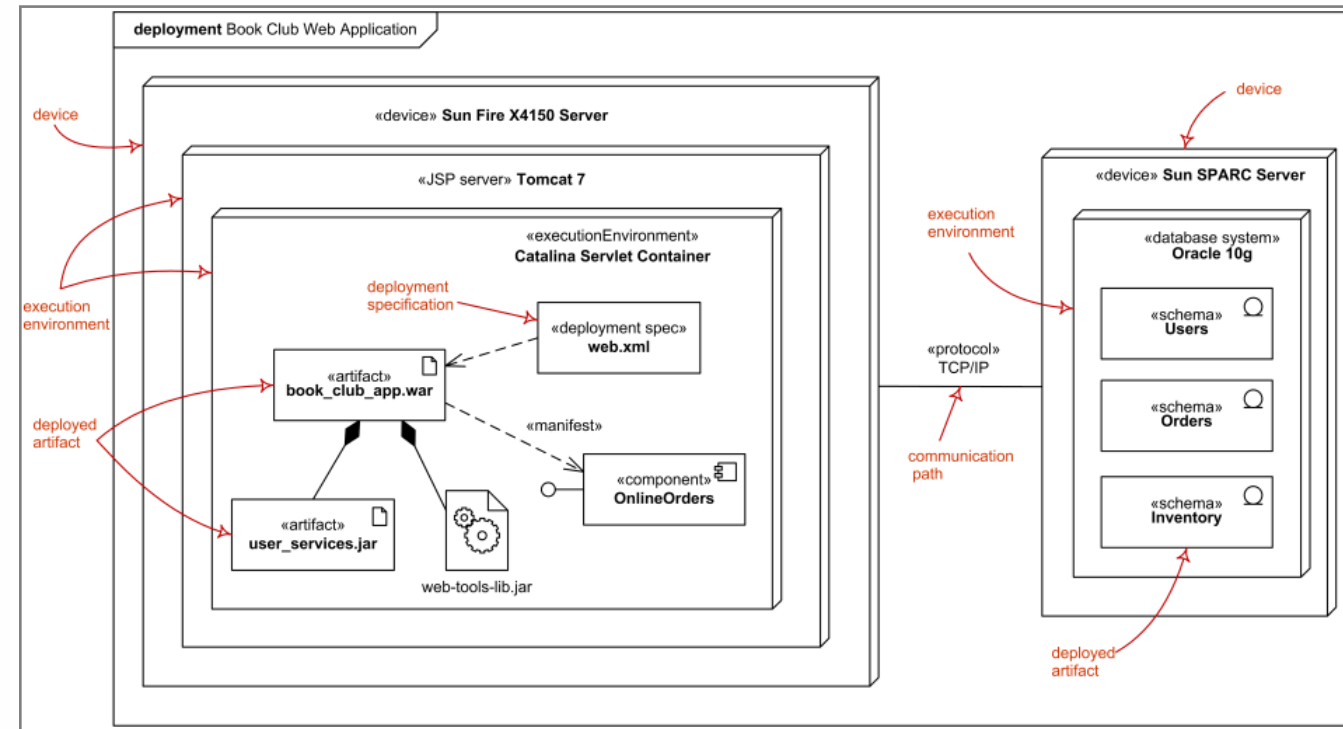 deployment Book Club Web Application
device
«device» Sun Fire X4150 Server
«JSP server» Tomcat 7
«executionEnvironment»
Catalina Servlet Container
execution
environment
deployment
specification
«deployment spec»
web.xml
«artifact»
book_club_app.war
deployed
artifact
«manifest»
«component»
OnlineOrders
«artifact»
user_services.jar
web-tools-lib.jar
«protocol»
TCP/IP
communication
path
device
«device» Sun SPARC Server
execution
environment
«database system»
Oracle 10g
«schema»
Users
«schema»
Orders
«schema»
Inventory
deployed
artifact